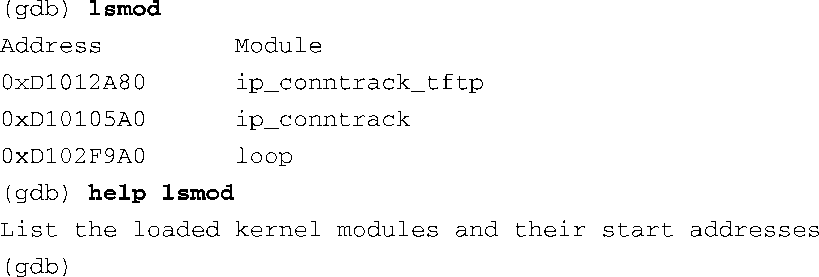 (gdb) lsmod
Address Module
0xD1012A80 ip_conntrack_tftp
0xD10105A0 ip_conntrack
0xD102F9A0 loop
(gdb) help lsmod
List the loaded kernel modules and their start addresses
(gdb)